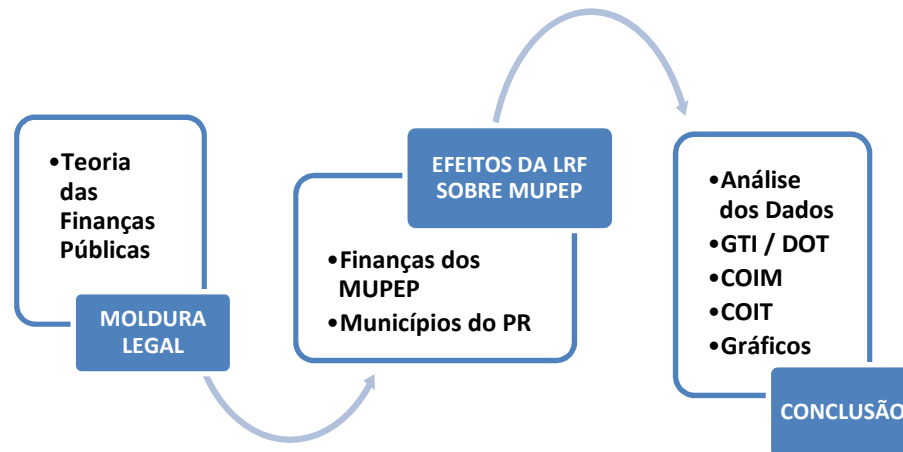 •Teoria
das
Finanças
Públicas
MOLDURA
LEGAL
EFEITOS DA LRF
SOBRE MUPEP
•Finanças dos
MUPEP
•Municípios do PR
•Análise
dos Dados
•GTI / DOT
•COIM
•COIT
•Gráficos
CONCLUSÃO